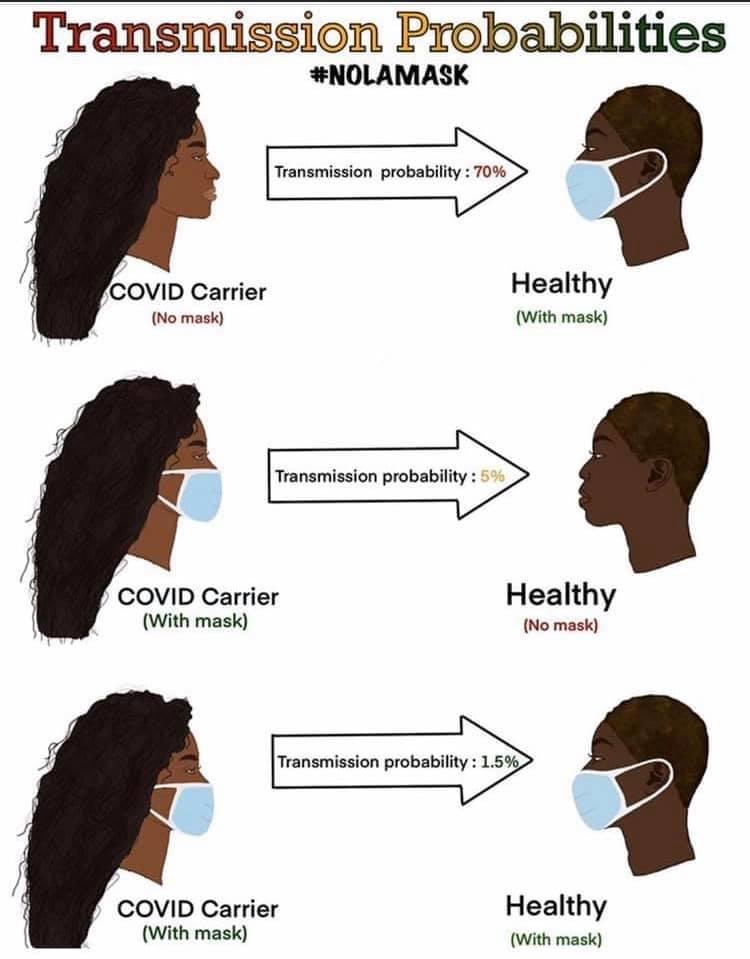 Transmission Probabilities
#NOLAMASK
Transmission probability : 70%
COVID Carrier
(No mask)
Healthy
(With mask)
Transmission probability : 5%
COVID Carrier
(With mask)
Healthy
(No mask)
Transmission probability : 1.5%
COVID Carrier
(With mask)
Healthy
(With mask)